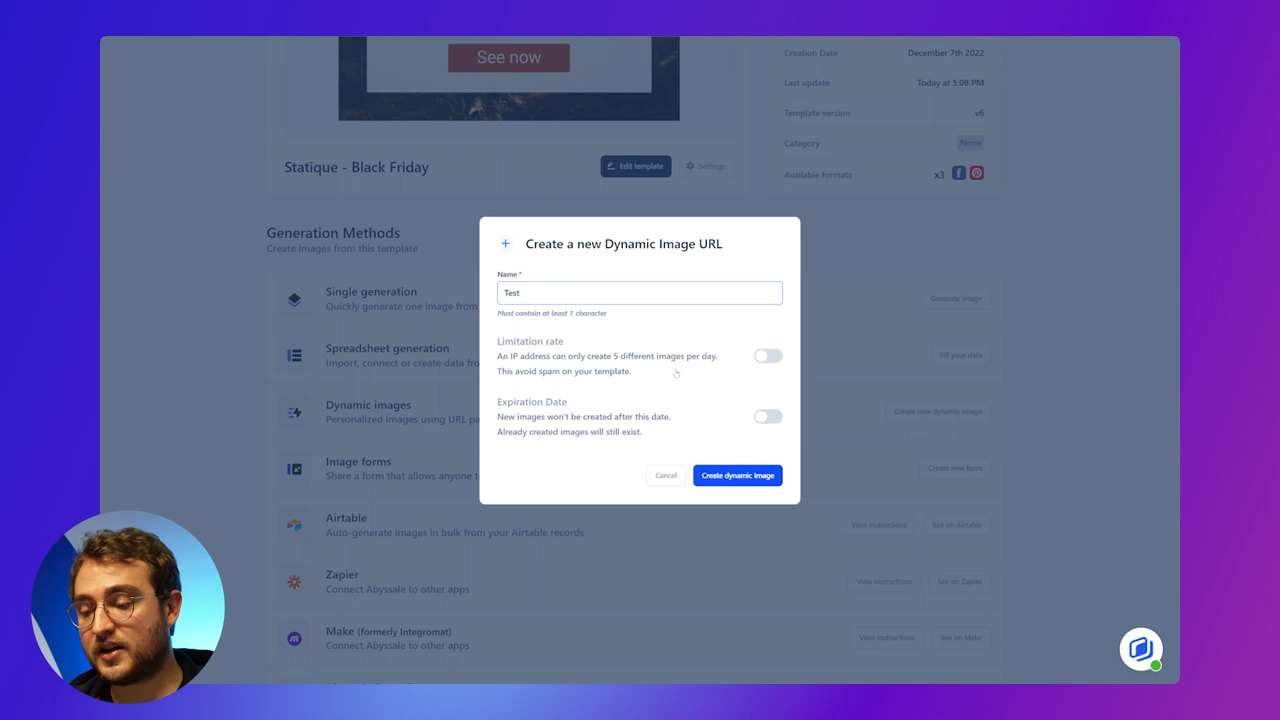 See now
Creation Date
December 7th 2022
Last update
Today at 5:08 PM
Template version
v6
Category
None
Available formats
x3
Statique - Black Friday
Edit template
Settings
Generation Methods
Create images from this template
Single generation
Quickly generate one image from
Generate image
Spreadsheet generation
Import, connect or create data from
Fill your data
Dynamic images
Personalized images using URL pa
Create new dynamic image
Image forms
Share a form that allows anyone t
Create new form
Airtable
Auto-generate images in bulk from your Airtable records
View instructions
See on Airtable
Zapier
Connect Abyssale to other apps
View instructions
See on Zapier
Make (formerly Integromat)
Connect Abyssale to other apps
View instructions
See on Make
Create a new Dynamic Image URL
Name *
Test
Must contain at least 1 character
Limitation rate
An IP address can only create 5 different images per day.
This avoid spam on your template.
Expiration Date
New images won't be created after this date.
Already created images will still exist.
Cancel
Create dynamic Image